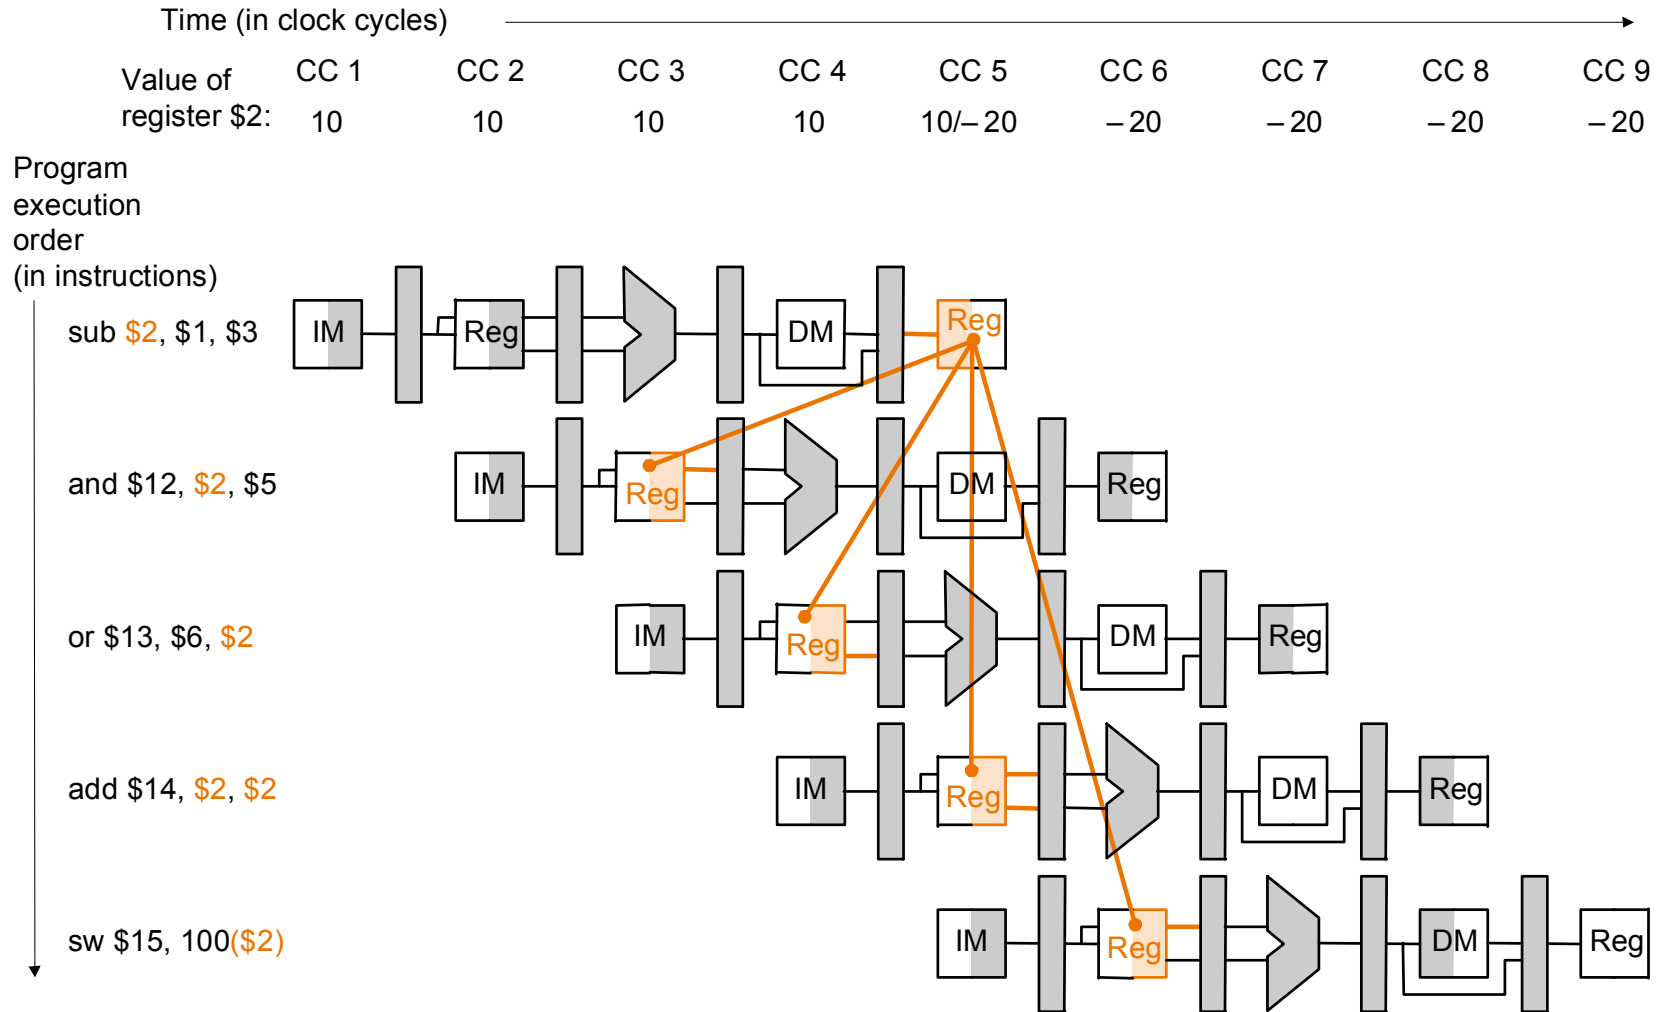 Time (in clock cycles)
Value of register $2:
CC 1 CC 2 CC 3 CC 4 CC 5 CC 6 CC 7 CC 8 CC 9
10 10 10 10 10/– 20 – 20 – 20 – 20 – 20
Program
execution
order
(in instructions)
sub $2, $1, $3 IM Reg DM Reg
and $12, $2, $5 IM Reg DM Reg
or $13, $6, $2 IM Reg DM Reg
add $14, $2, $2 IM Reg DM Reg
sw $15, 100($2) IM Reg DM Reg